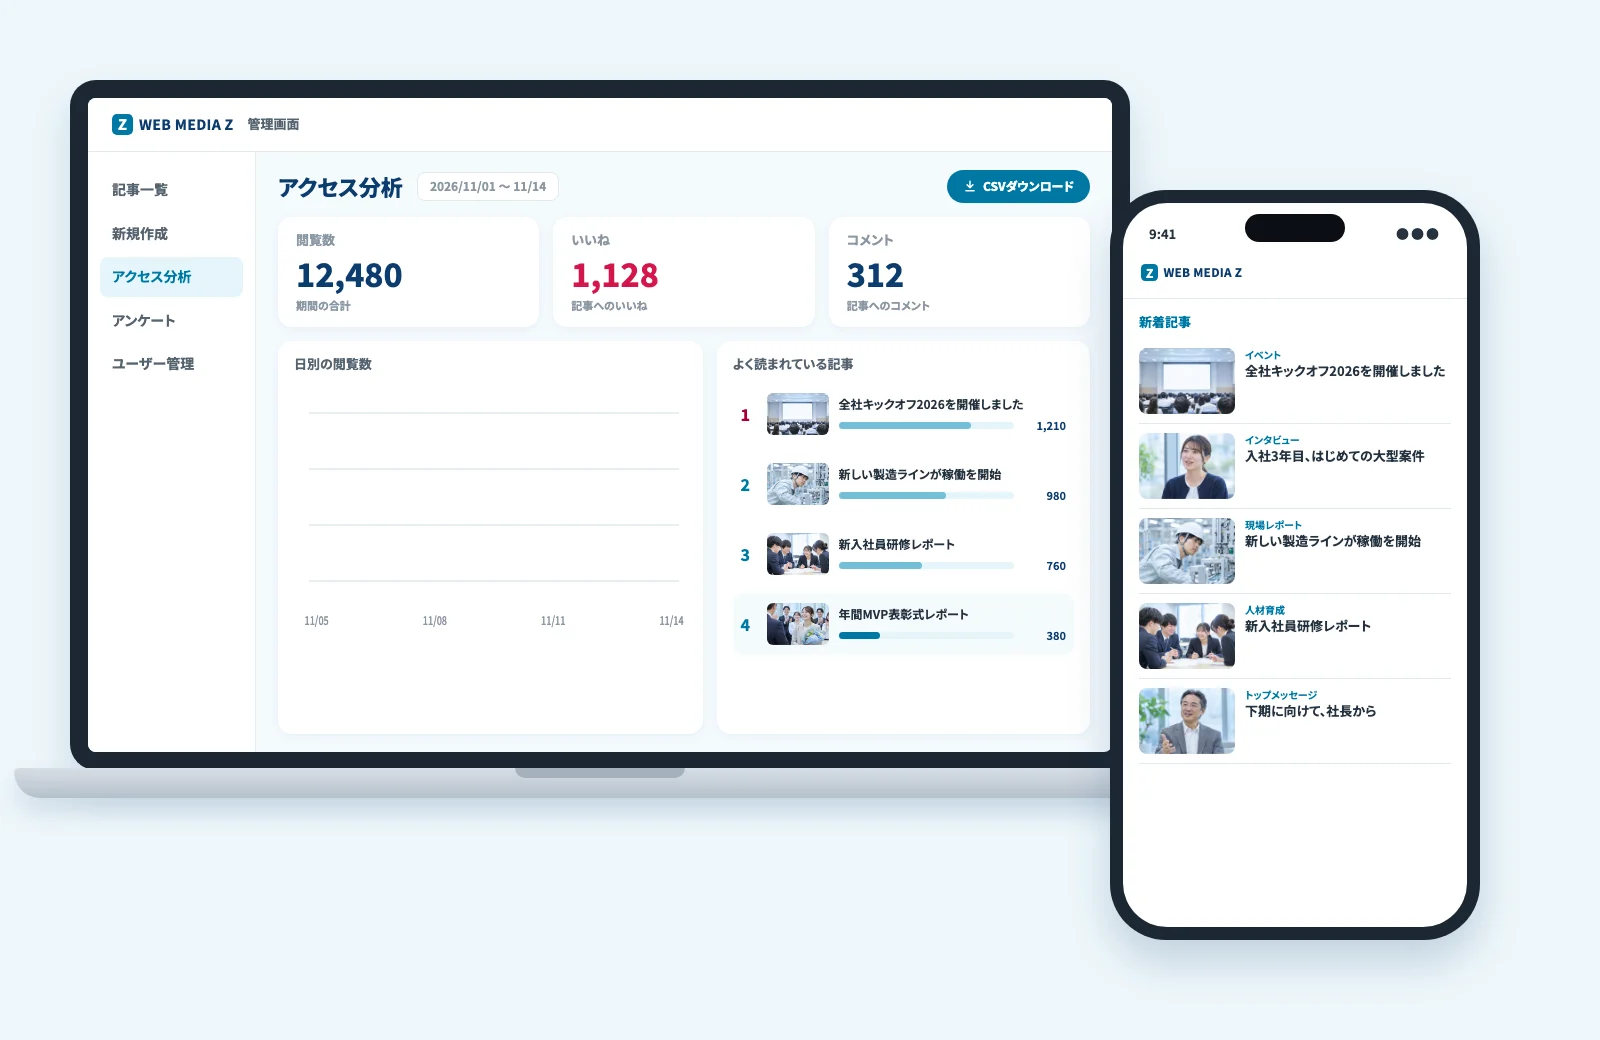 Z WEB MEDIA Z 管理画面
記事一覧
新規作成
アクセス分析
アンケート
ユーザー管理
アクセス分析 2026/11/01 〜 11/14
CSVダウンロード
閲覧数
12,480
期間の合計
いいね
1,128
記事へのいいね
コメント
312
記事へのコメント
日別の閲覧数
11/05 11/08 11/11 11/14
よく読まれている記事
1 全社キックオフ2026を開催しました
1,210
2 新しい製造ラインが稼働を開始
980
3 新入社員研修レポート
760
4 年間MVP表彰式レポート
380
9:41
Z WEB MEDIA Z
新着記事
イベント
全社キックオフ2026を開催しました
インタビュー
入社3年目、はじめての大型案件
現場レポート
新しい製造ラインが稼働を開始
人材育成
新入社員研修レポート
トップメッセージ
下期に向けて、社長から